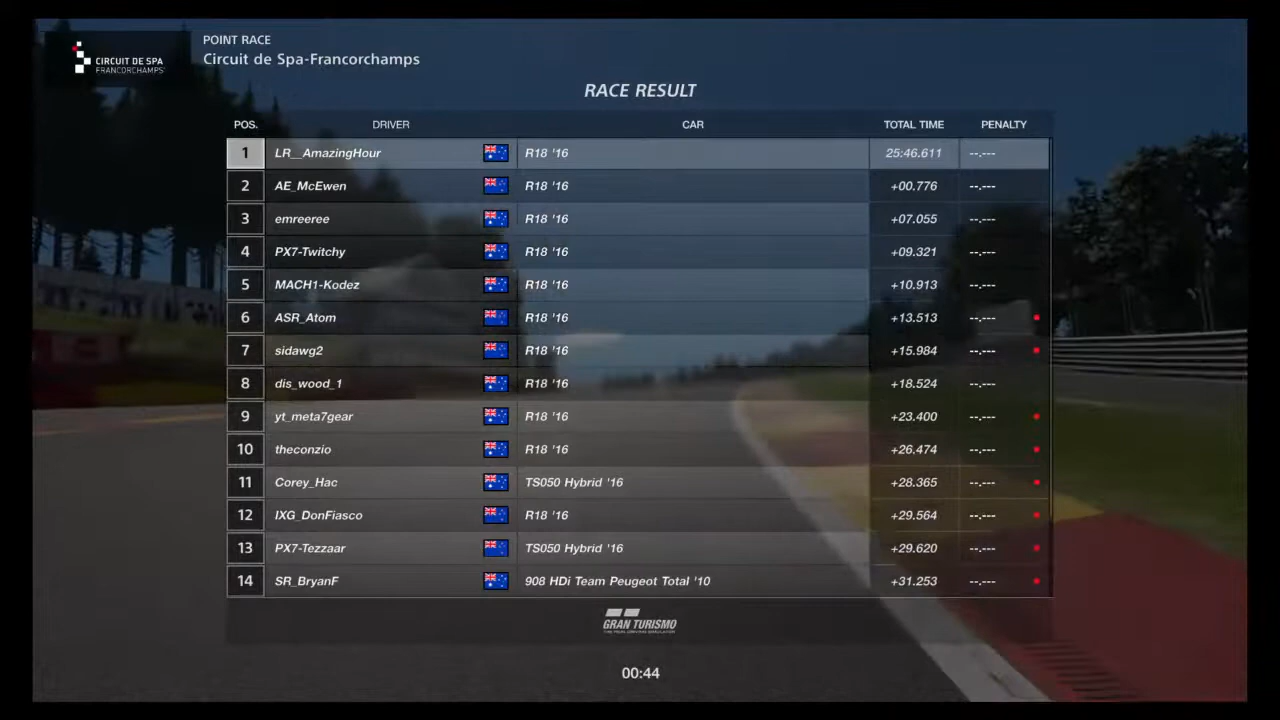 CIRCUIT DE SPA
FRANCORCHAMPS
POINT RACE
Circuit de Spa-Francorchamps
RACE RESULT
POS. DRIVER CAR TOTAL TIME PENALTY
1 LR__AmazingHour R18 '16 25:46.611 --.---
2 AE_McEwen R18 '16 +00.776 --.---
3 emreeree R18 '16 +07.055 --.---
4 PX7-Twitchy R18 '16 +09.321 --.---
5 MACH1-Kodez R18 '16 +10.913 --.---
6 ASR_Atom R18 '16 +13.513 --.---
7 sidawg2 R18 '16 +15.984 --.---
8 dis_wood_1 R18 '16 +18.524 --.---
9 yt_meta7gear R18 '16 +23.400 --.---
10 theconzio R18 '16 +26.474 --.---
11 Corey_Hac TS050 Hybrid '16 +28.365 --.---
12 IXG_DonFiasco R18 '16 +29.564 --.---
13 PX7-Tezzaar TS050 Hybrid '16 +29.620 --.---
14 SR_BryanF 908 HDi Team Peugeot Total '10 +31.253 --.---
GRAN TURISMO
THE REAL DRIVING SIMULATOR
00:44